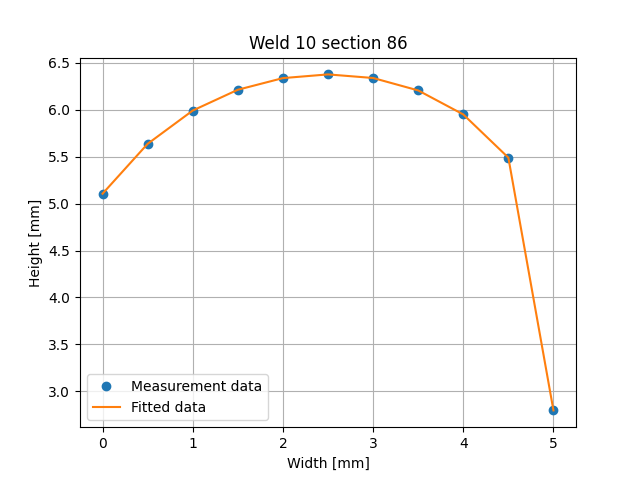 Weld 10 section 86
Height [mm]
6.5
6.0
5.5
5.0
4.5
4.0
3.5
3.0
Measurement data
Fitted data
0 1 2 3 4 5
Width [mm]